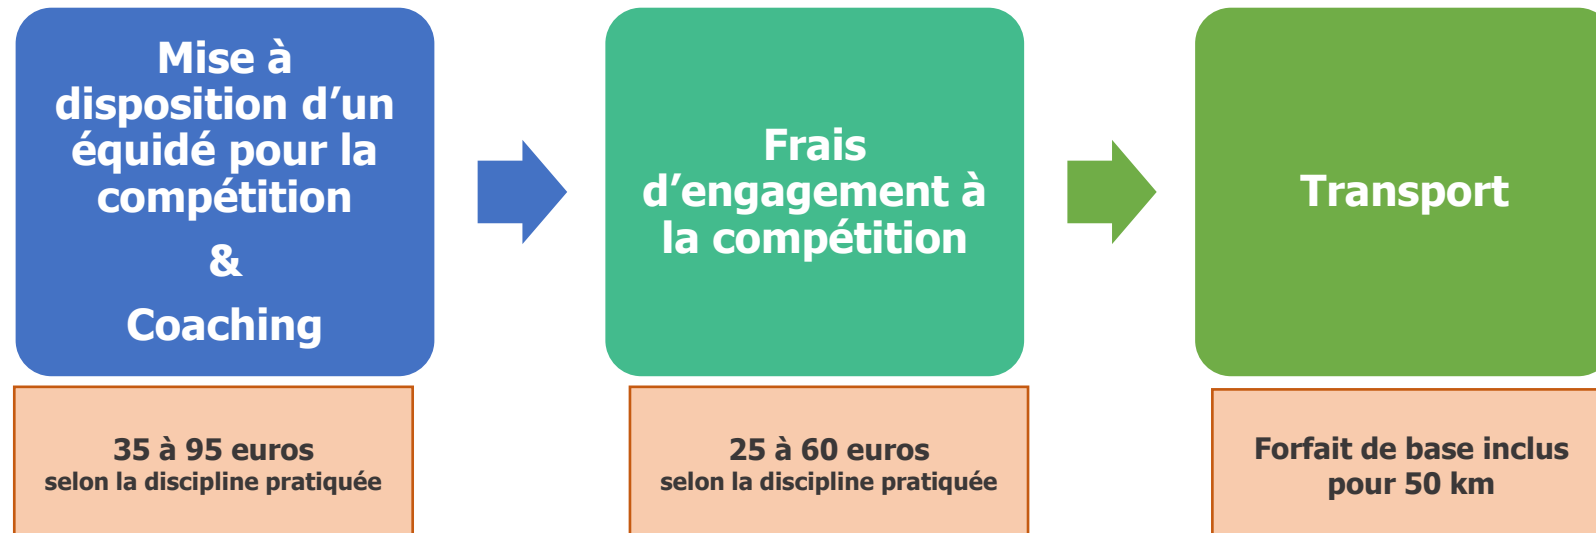 Mise à
disposition d'un
équidé pour la
compétition
&
Coaching
35 à 95 euros
selon la discipline pratiquée
Frais
d'engagement à
la compétition
25 à 60 euros
selon la discipline pratiquée
Transport
Forfait de base inclus
pour 50 km